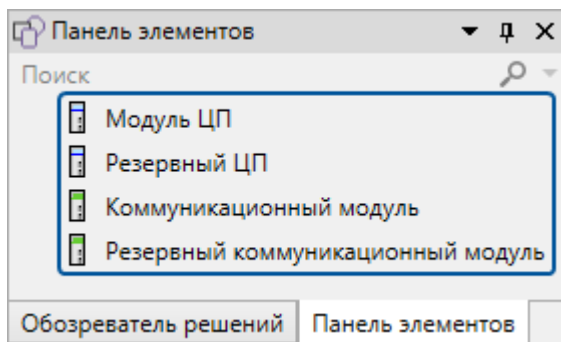 Панель элементов
Поиск
Модуль ЦП
Резервный ЦП
Коммуникационный модуль
Резервный коммуникационный модуль
Обозреватель решений Панель элементов